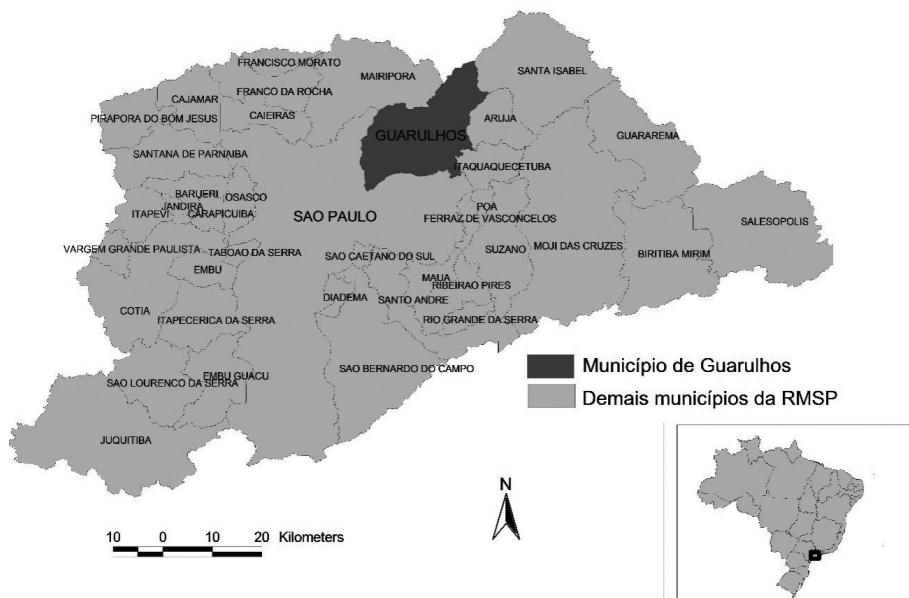 FRANCISCO MORATO
MAIRIPORA
SANTA ISABEL
CAJAMAR
FRANCO DA ROCHA
PIRAPORA DO BOM JESUS
CAIEIRAS
ARUJA
GUARULHOS
GUARAREMA
SANTANA DE PARNAIBA
ITAQUAQUECETUBA
BARUERI
OSASCO
JANDIRA
ITAPEVI
CARAPICUIBA
SAO PAULO
POA
FERRAZ DE VASCONCELOS
SALESOPOLIS
VARGEM GRANDE PAULISTA
TABOAO DA SERRA
SAO CAETANO DO SUL
SUZANO
MOJI DAS CRUZES
BIRITIBA MIRIM
EMBU
MAUA
RIBEIRAO PIRES
DIADEMA
SANTO ANDRE
COTIA
ITAPECERICA DA SERRA
RIO GRANDE DA SERRA
SAO BERNARDO DO CAMPO
EMBU GUACU
SAO LOURENCO DA SERRA
JUQUITIBA
Município de Guarulhos
Demais municípios da RMSP
N
10 0 10 20 Kilometers